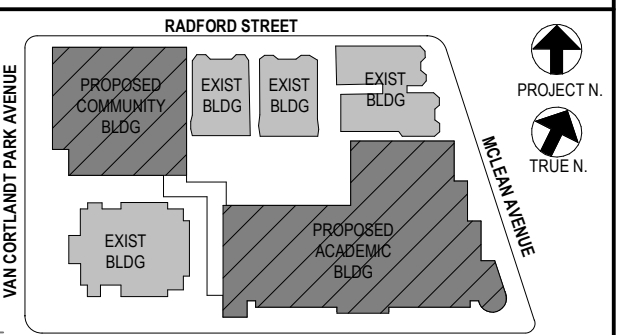 RADFORD STREET
VAN CORTLANDT PARK AVENUE
PROPOSED
COMMUNITY
BLDG
EXIST
BLDG
EXIST
BLDG
EXIST
BLDG
PROJECT N.
TRUE N.
MCLEAN AVENUE
EXIST
BLDG
PROPOSED
ACADEMIC
BLDG